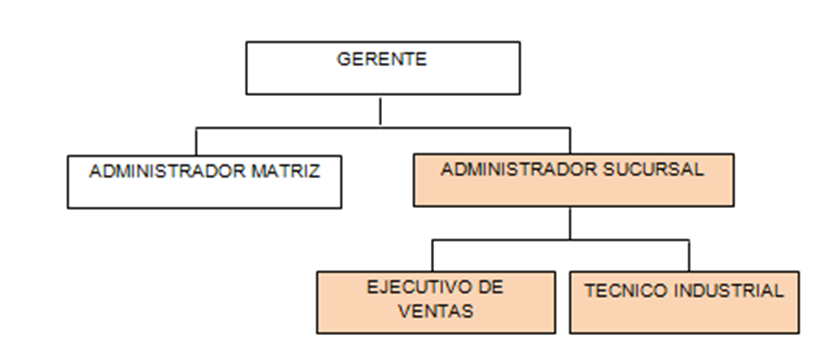 GERENTE
ADMINISTRADOR MATRIZ
ADMINISTRADOR SUCURSAL
EJECUTIVO DE
VENTAS
TECNICO INDUSTRIAL